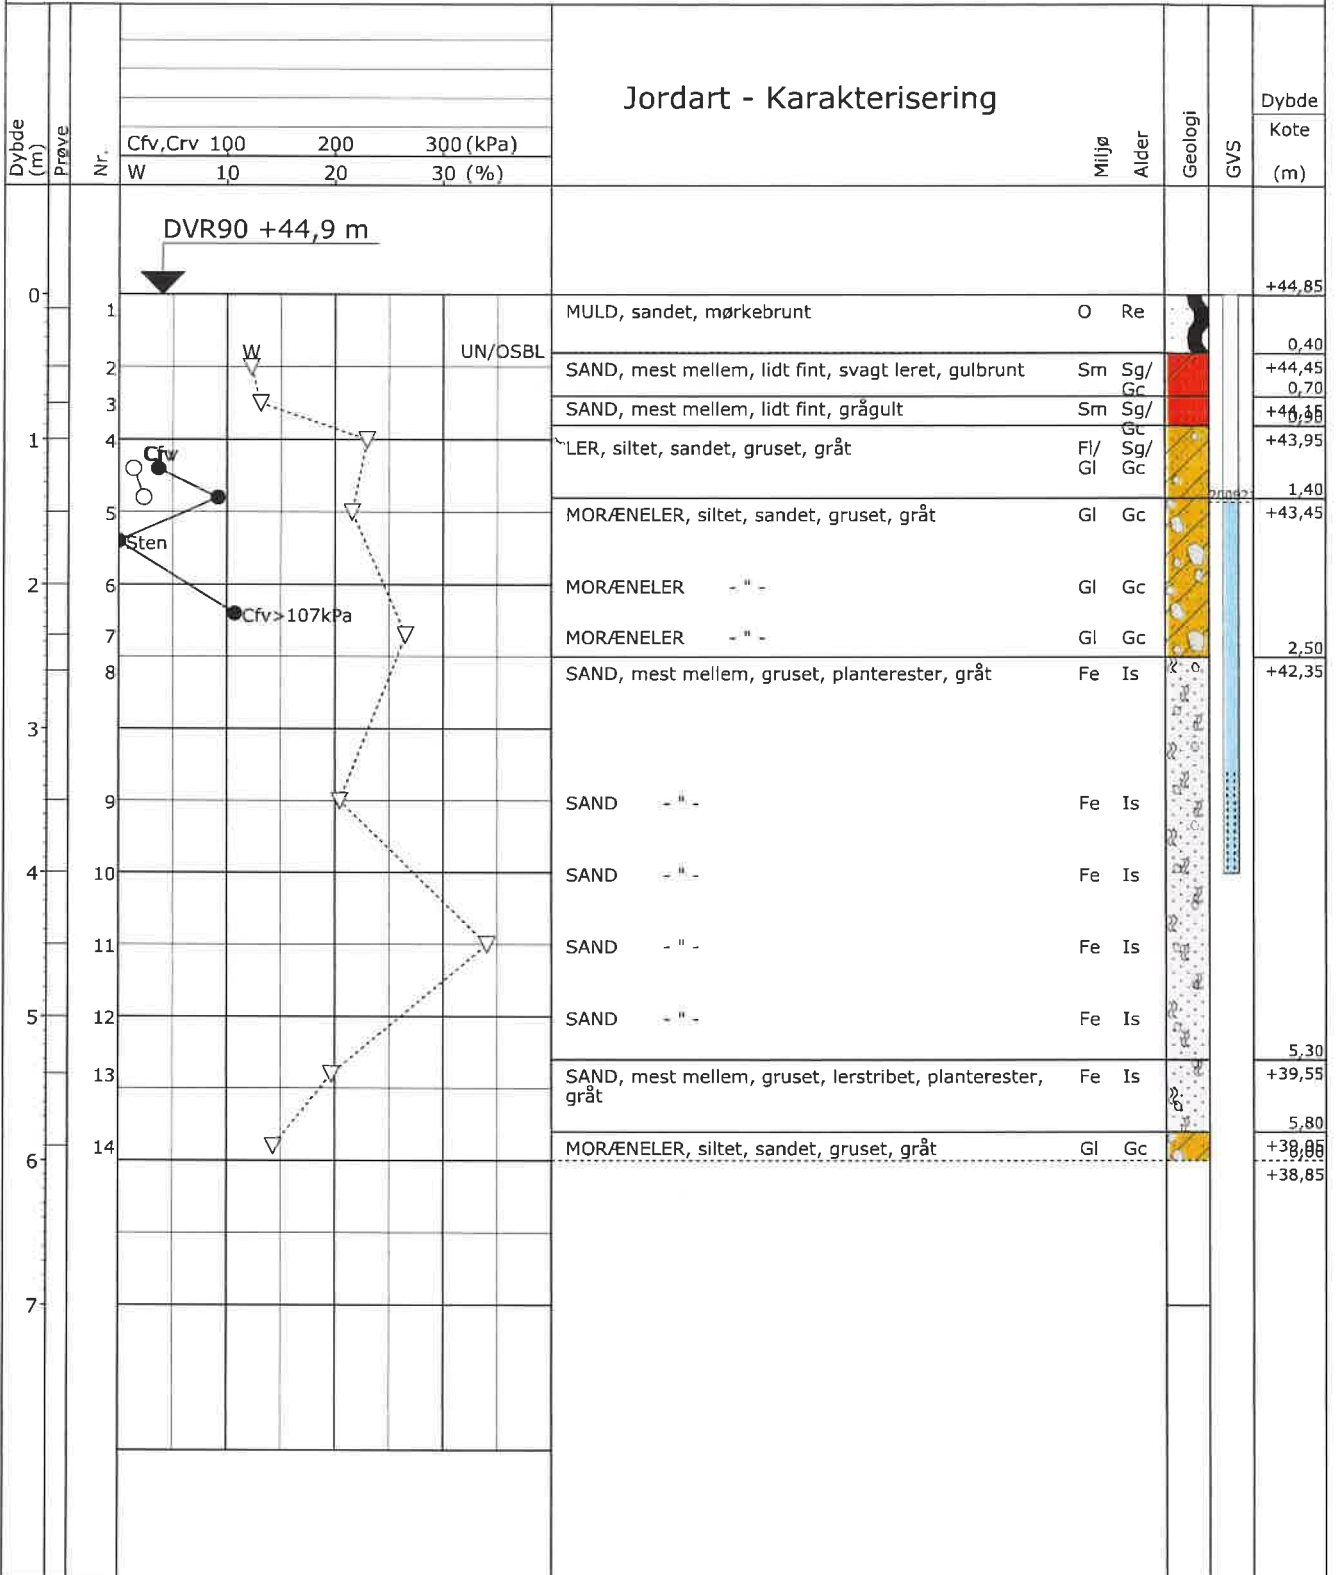 Jordart - Karakterisering
Dybde (m)
Prøve
Nr.
Cfv,Crv 100 200 300 (kPa)
W 10 20 30 (%)
Miljø
Alder
Geologi
GVS
Dybde
Kote
(m)
DVR90 +44,9 m
+44,85
0
1 MULD, sandet, mørkebrunt O Re
0,40
W UN/OSBL
2 SAND, mest mellem, lidt fint, svagt leret, gulbrunt Sm Sg/ Gc +44,45
0,70
3 SAND, mest mellem, lidt fint, grågult Sm Sg/ Gc +44,15
0,90
1 4 LER, siltet, sandet, gruset, gråt Fl/ Gl Sg/ Gc +43,95
Cfv
1,40
5 MORÆNELER, siltet, sandet, gruset, gråt Gl Gc +43,45
Sten
2 6 MORÆNELER - " - Gl Gc
Cfv>107kPa
7 MORÆNELER - " - Gl Gc
2,50
8 SAND, mest mellem, gruset, planterester, gråt Fe Is +42,35
3
9 SAND - " - Fe Is
4 10 SAND - " - Fe Is
11 SAND - " - Fe Is
5 12 SAND - " - Fe Is
5,30
13 SAND, mest mellem, gruset, lerstribet, planterester, Fe Is +39,55
gråt
5,80
14 MORÆNELER, siltet, sandet, gruset, gråt Gl Gc +39,05
6 6,00
+38,85
7